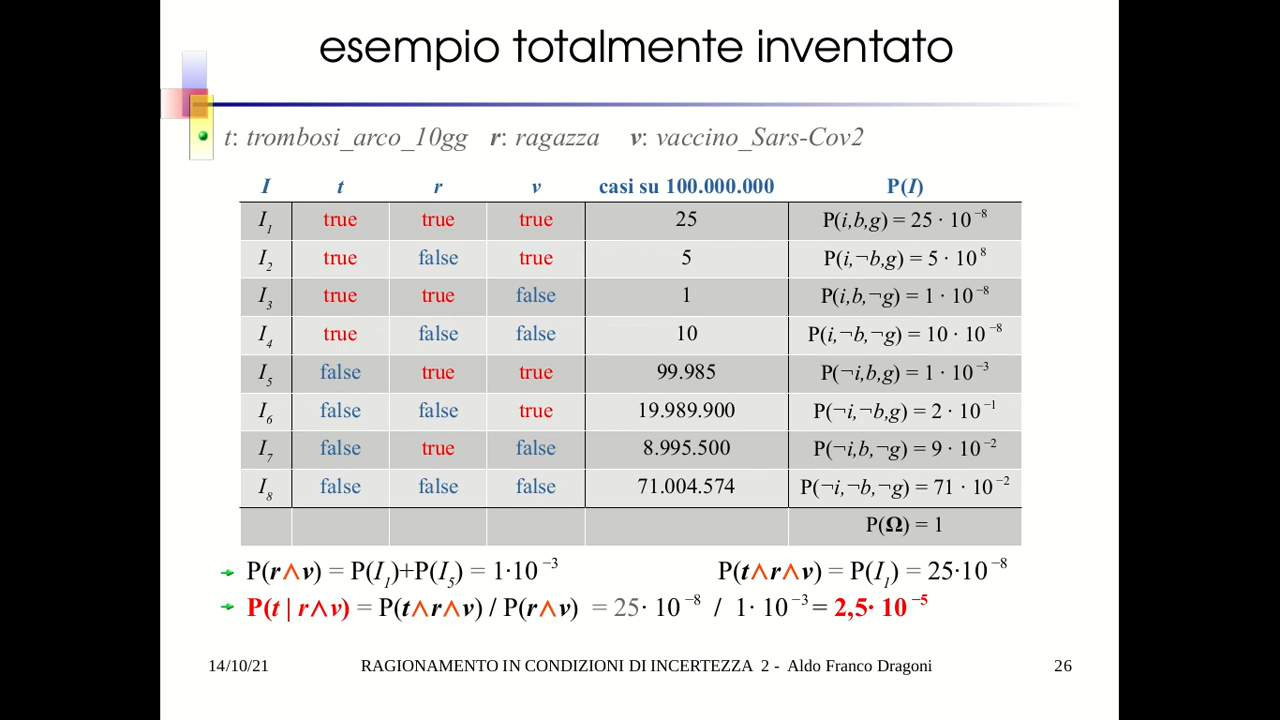 esempio totalmente inventato
t: trombosi_arco_10gg r: ragazza v: vaccino_Sars-Cov2
I t r v casi su 100.000.000 P(I)
I1 true true true 25 P(i,b,g) = 25 · 10 −8
I2 true false true 5 P(i,¬b,g) = 5 · 10 8
I3 true true false 1 P(i,b,¬g) = 1 · 10 −8
I4 true false false 10 P(i,¬b,¬g) = 10 · 10 −8
I5 false true true 99.985 P(¬i,b,g) = 1 · 10 −3
I6 false false true 19.989.900 P(¬i,¬b,g) = 2 · 10 −1
I7 false true false 8.995.500 P(¬i,b,¬g) = 9 · 10 −2
I8 false false false 71.004.574 P(¬i,¬b,¬g) = 71 · 10 −2
P(Ω) = 1
P(r∧v) = P(I1)+P(I5) = 1·10 −3 P(t∧r∧v) = P(I1) = 25·10 −8
P(t | r∧v) = P(t∧r∧v) / P(r∧v) = 25· 10 −8 / 1· 10 −3 = 2,5· 10 −5
14/10/21 RAGIONAMENTO IN CONDIZIONI DI INCERTEZZA 2 - Aldo Franco Dragoni 26